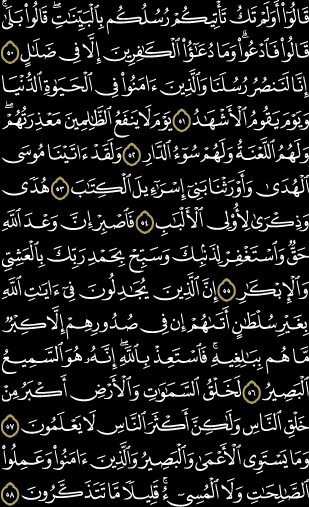 قَالُوٓا۟ أَوَلَمْ تَكُ تَأْتِيكُمْ رُسُلُكُم بِٱلْبَيِّنَـٰتِ ۖ قَالُوا۟ بَلَىٰ ۚ
قَالُوا۟ فَٱدْعُوا۟ ۗ وَمَا دُعَـٰٓؤُا۟ ٱلْكَـٰفِرِينَ إِلَّا فِى ضَلَـٰلٍ ٥٠
إِنَّا لَنَنصُرُ رُسُلَنَا وَٱلَّذِينَ ءَامَنُوا۟ فِى ٱلْحَيَوٰةِ ٱلدُّنْيَا
وَيَوْمَ يَقُومُ ٱلْأَشْهَـٰدُ ٥١ يَوْمَ لَا يَنفَعُ ٱلظَّـٰلِمِينَ مَعْذِرَتُهُمْ ۖ
وَلَهُمُ ٱللَّعْنَةُ وَلَهُمْ سُوٓءُ ٱلدَّارِ ٥٢ وَلَقَدْ ءَاتَيْنَا مُوسَى
ٱلْهُدَىٰ وَأَوْرَثْنَا بَنِىٓ إِسْرَٰٓءِيلَ ٱلْكِتَـٰبَ ٥٣ هُدًى
وَذِكْرَىٰ لِأُو۟لِى ٱلْأَلْبَـٰبِ ٥٤ فَٱصْبِرْ إِنَّ وَعْدَ ٱللَّهِ
حَقٌّ وَٱسْتَغْفِرْ لِذَنۢبِكَ وَسَبِّحْ بِحَمْدِ رَبِّكَ بِٱلْعَشِىِّ
وَٱلْإِبْكَـٰرِ ٥٥ إِنَّ ٱلَّذِينَ يُجَـٰدِلُونَ فِىٓ ءَايَـٰتِ ٱللَّهِ
بِغَيْرِ سُلْطَـٰنٍ أَتَىٰهُمْ ۙ إِن فِى صُدُورِهِمْ إِلَّا كِبْرٌ
مَّا هُم بِبَـٰلِغِيهِ ۚ فَٱسْتَعِذْ بِٱللَّهِ ۖ إِنَّهُۥ هُوَ ٱلسَّمِيعُ
ٱلْبَصِيرُ ٥٦ لَخَلْقُ ٱلسَّمَـٰوَٰتِ وَٱلْأَرْضِ أَكْبَرُ مِنْ
خَلْقِ ٱلنَّاسِ وَلَـٰكِنَّ أَكْثَرَ ٱلنَّاسِ لَا يَعْلَمُونَ ٥٧
وَمَا يَسْتَوِى ٱلْأَعْمَىٰ وَٱلْبَصِيرُ وَٱلَّذِينَ ءَامَنُوا۟ وَعَمِلُوا۟
ٱلصَّـٰلِحَـٰتِ وَلَا ٱلْمُسِىٓءُ ۚ قَلِيلًا مَّا تَتَذَكَّرُونَ ٥٨